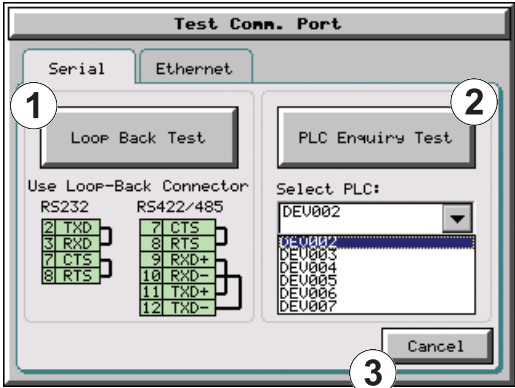 Test Comm. Port
Serial Ethernet
1
2
Loop Back Test
PLC Enquiry Test
Use Loop-Back Connector
RS232 RS422/485
2 TXD
3 RXD
7 CTS
8 RTS
7 CTS
8 RTS
9 RXD+
10 RXD-
11 TXD+
12 TXD-
Select PLC:
DEV002
DEV002
DEV003
DEV004
DEV005
DEV006
DEV007
Cancel
3